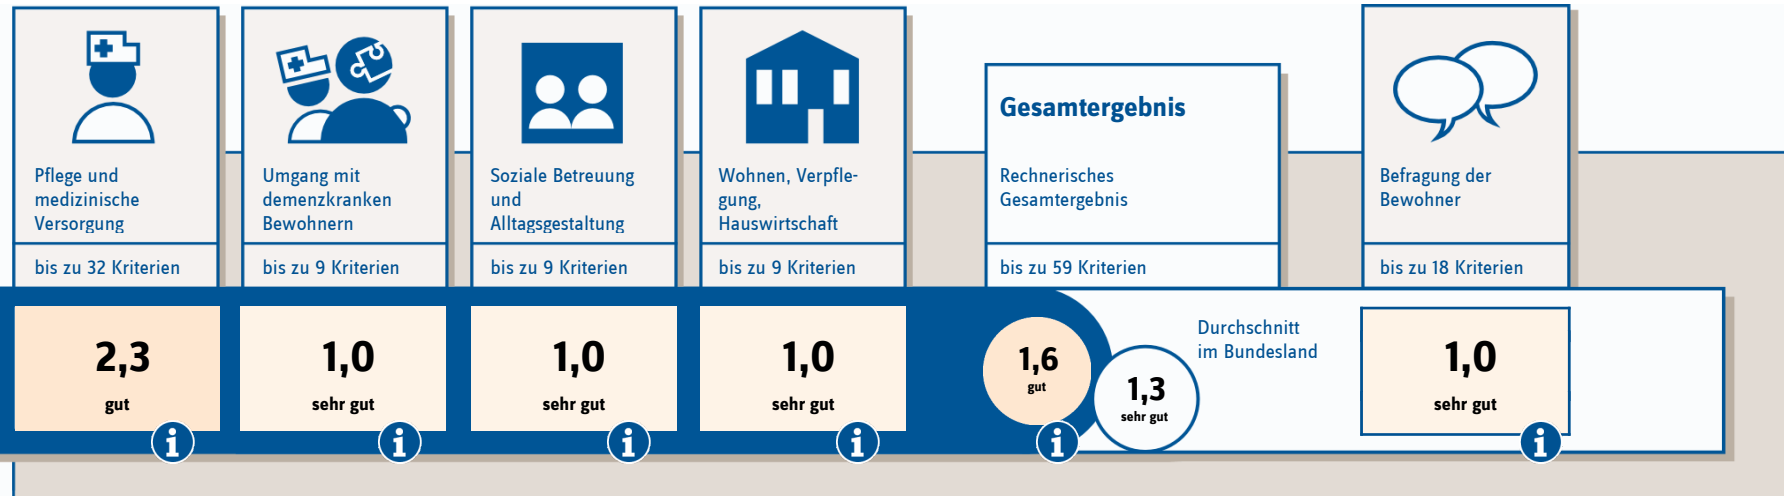 Pflege und
medizinische
Versorgung
bis zu 32 Kriterien
2,3
gut
Umgang mit
demenzkranken
Bewohnern
bis zu 9 Kriterien
1,0
sehr gut
Soziale Betreuung
und
Alltagsgestaltung
bis zu 9 Kriterien
1,0
sehr gut
Wohnen, Verpfle-
gung,
Hauswirtschaft
bis zu 9 Kriterien
1,0
sehr gut
Gesamtergebnis
Rechnerisches
Gesamtergebnis
bis zu 59 Kriterien
1,6
gut
1,3
sehr gut
Durchschnitt
im Bundesland
Befragung der
Bewohner
bis zu 18 Kriterien
1,0
sehr gut